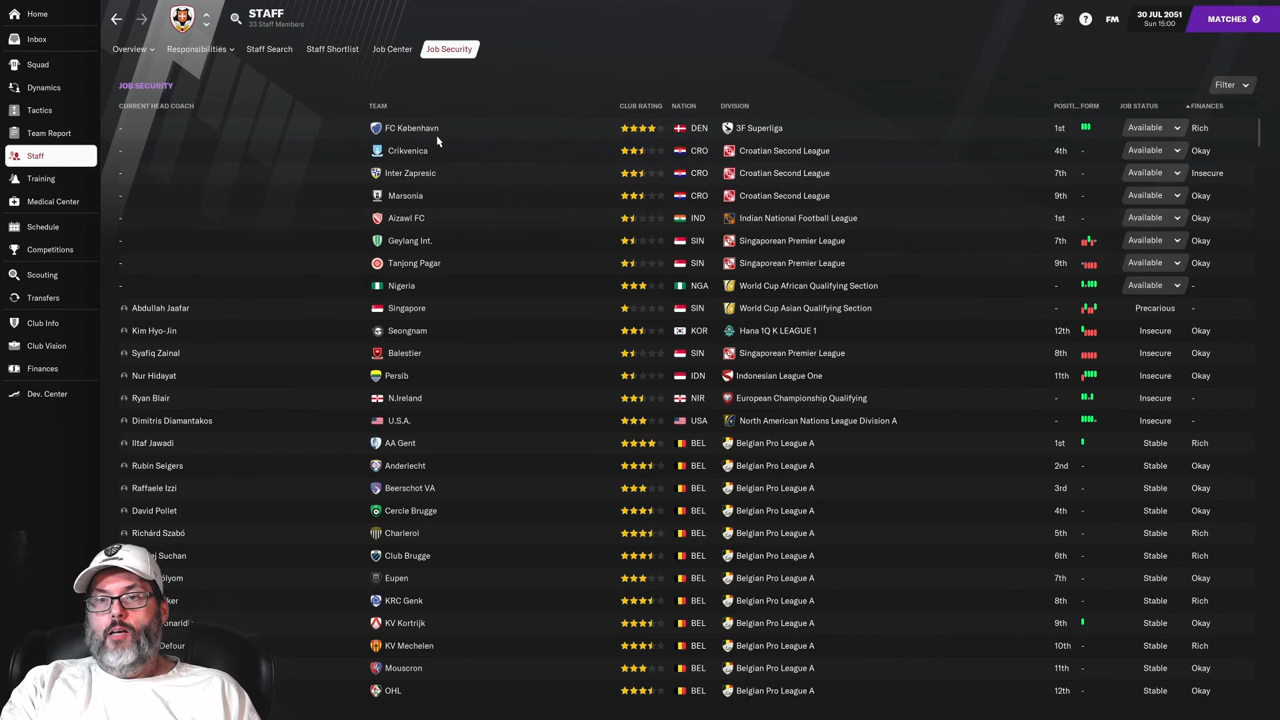 Home
STAFF
33 Staff Members
30 JUL 2051
Sun 15:00
FM
MATCHES
Inbox
Overview Responsibilities Staff Search Staff Shortlist Job Center Job Security
Squad
Dynamics
Tactics
Team Report
Staff
Training
Medical Center
Schedule
Competitions
Scouting
Transfers
Club Info
Club Vision
Finances
Dev. Center
JOB SECURITY
Filter
CURRENT HEAD COACH TEAM CLUB RATING NATION DIVISION POSITI... FORM JOB STATUS FINANCES
- FC København DEN 3F Superliga 1st Available Rich
- Crikvenica CRO Croatian Second League 4th - Available Okay
- Inter Zapresic CRO Croatian Second League 7th - Available Insecure
- Marsonia CRO Croatian Second League 9th - Available Okay
- Aizawl FC IND Indian National Football League 1st - Available Okay
- Geylang Int. SIN Singaporean Premier League 7th Available Okay
- Tanjong Pagar SIN Singaporean Premier League 9th Available Okay
- Nigeria NGA World Cup African Qualifying Section - Available -
Abdullah Jaafar Singapore SIN World Cup Asian Qualifying Section - Precarious -
Kim Hyo-Jin Seongnam KOR Hana 1Q K LEAGUE 1 12th Insecure Okay
Syafiq Zainal Balestier SIN Singaporean Premier League 8th Insecure Okay
Nur Hidayat Persib IDN Indonesian League One 11th Insecure Okay
Ryan Blair N.Ireland NIR European Championship Qualifying - Insecure -
Dimitris Diamantakos U.S.A. USA North American Nations League Division A - Insecure -
Iltaf Jawadi AA Gent BEL Belgian Pro League A 1st Stable Rich
Rubin Seigers Anderlecht BEL Belgian Pro League A 2nd - Stable Okay
Raffaele Izzi Beerschot VA BEL Belgian Pro League A 3rd - Stable Okay
David Pollet Cercle Brugge BEL Belgian Pro League A 4th - Stable Okay
Richárd Szabó Charleroi BEL Belgian Pro League A 5th - Stable Rich
Suchan Club Brugge BEL Belgian Pro League A 6th - Stable Rich
Eupen BEL Belgian Pro League A 7th - Stable Okay
KRC Genk BEL Belgian Pro League A 8th - Stable Rich
KV Kortrijk BEL Belgian Pro League A 9th Stable Okay
Defour KV Mechelen BEL Belgian Pro League A 10th - Stable Rich
Mouscron BEL Belgian Pro League A 11th - Stable Okay
OHL BEL Belgian Pro League A 12th - Stable Okay